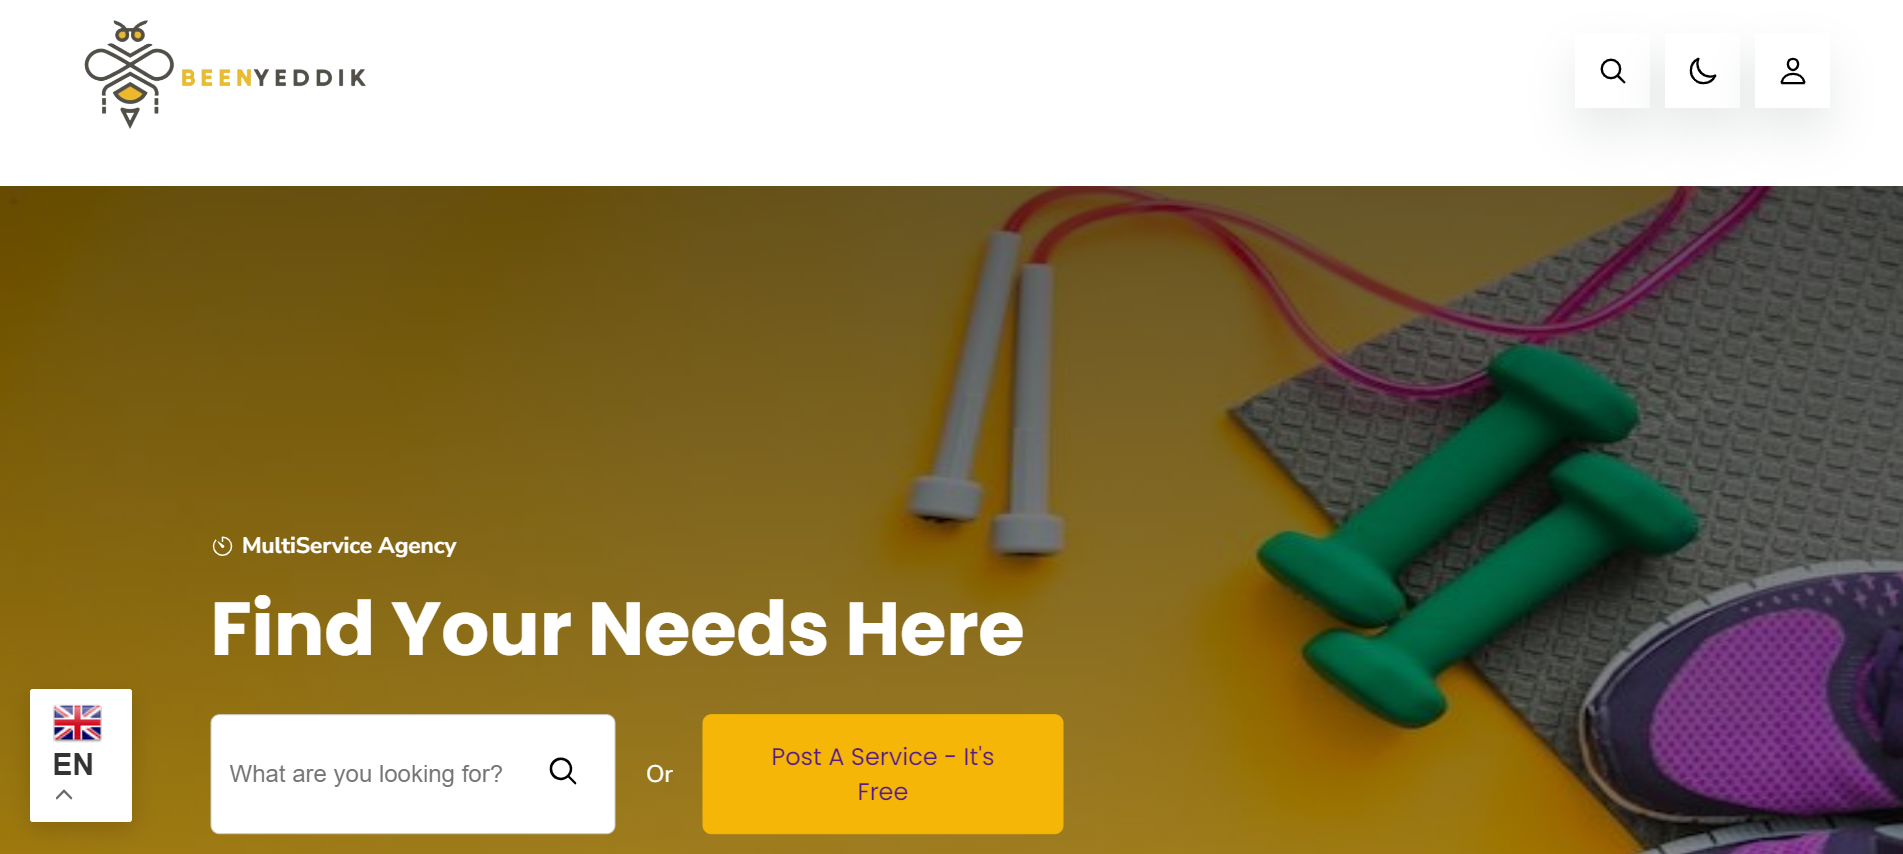 BEENYEDDIK
MultiService Agency
Find Your Needs Here
What are you looking for?
Or
Post A Service - It's
Free
EN